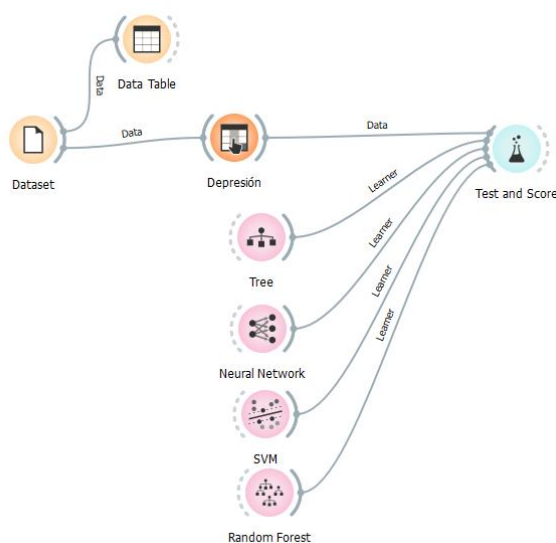 Data Table
Data
Dataset
Data
Depresión
Data
Test and Score
Learner
Tree
Learner
Neural Network
Learner
SVM
Learner
Random Forest